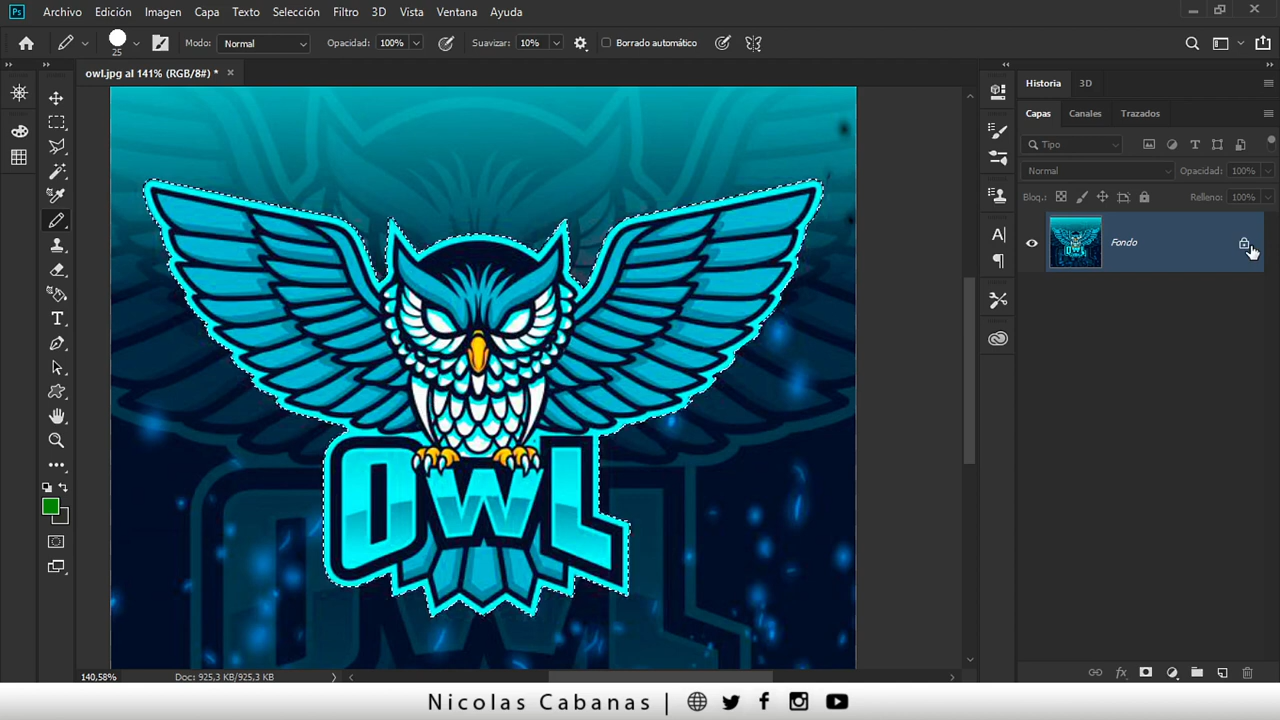 Ps Archivo Edición Imagen Capa Texto Selección Filtro 3D Vista Ventana Ayuda
25 Modo: Normal Opacidad: 100% Suavizar: 10% Borrado automático
owl.jpg al 141% (RGB/8#) * ×
Historia 3D
Capas Canales Trazados
Tipo
Normal Opacidad: 100%
Bloq.: Relleno: 100%
Fondo
OWL
140,58% Doc: 925,3 KB/925,3 KB
Nicolas Cabanas |